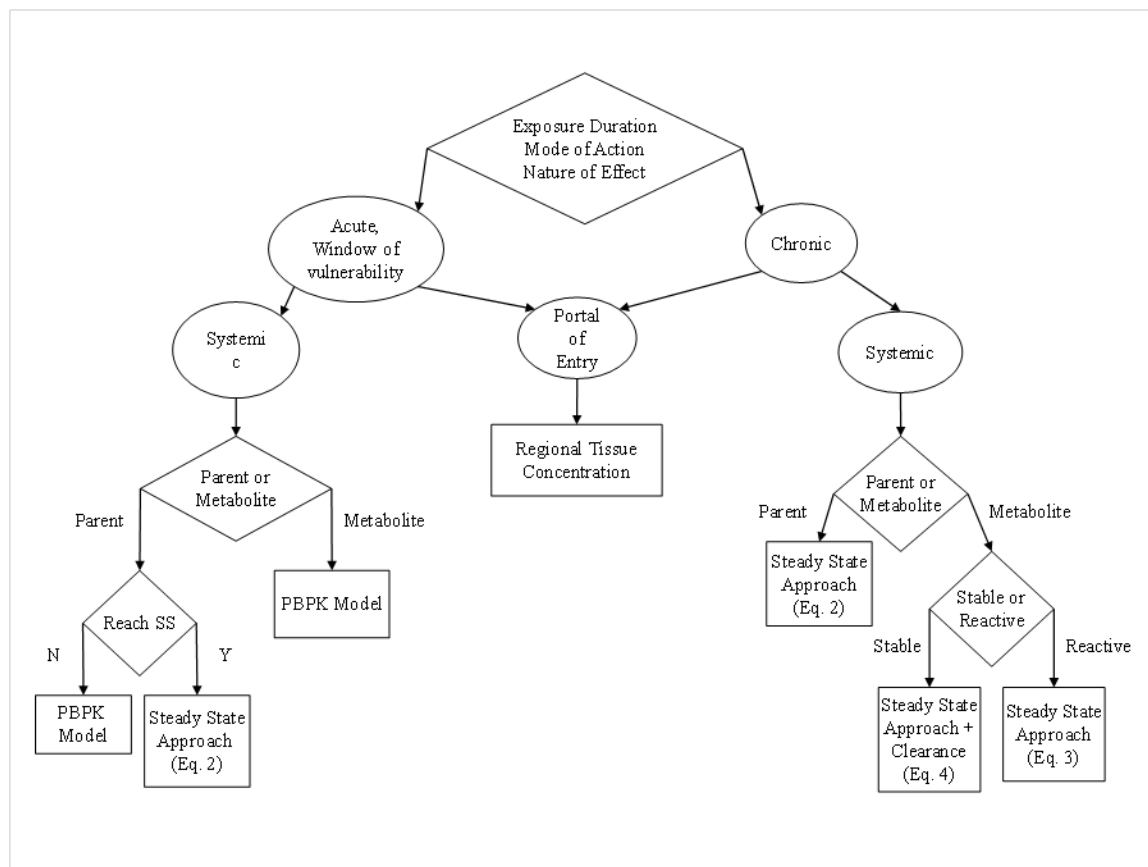 Exposure Duration
Mode of Action
Nature of Effect
Acute,
Window of
vulnerability
Chronic
Systemi
c
Portal
of
Entry
Systemic
Regional Tissue
Concentration
Parent or
Metabolite
Parent
Metabolite
Parent or
Metabolite
Parent
Metabolite
Reach SS
N
Y
PBPK Model
PBPK
Model
Steady State
Approach
(Eq. 2)
Steady State
Approach
(Eq. 2)
Stable or
Reactive
Stable
Reactive
Steady State
Approach +
Clearance
(Eq. 4)
Steady State
Approach
(Eq. 3)